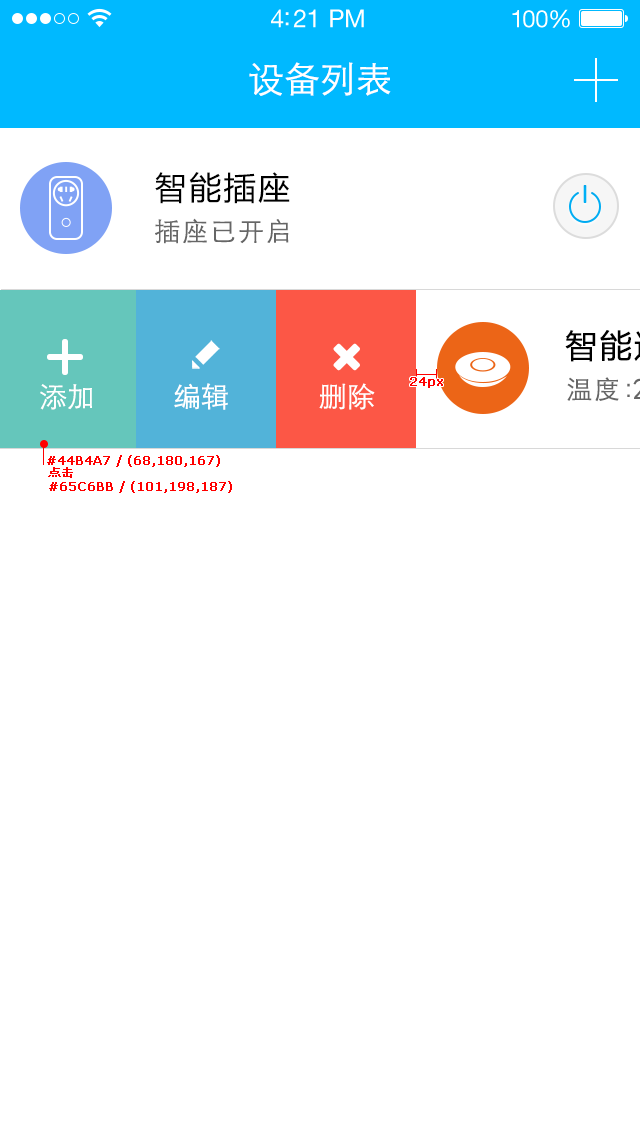 4:21 PM 100%
设备列表
智能插座
插座已开启
添加
编辑
删除
24px
智能
温度:2
#44B4A7 / (68,180,167)
点击
#65C6BB / (101,198,187)